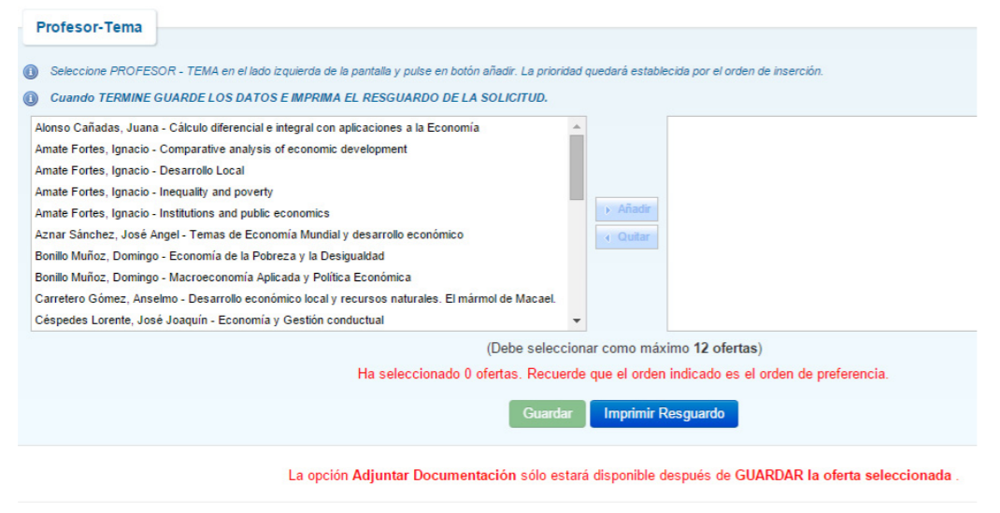 Profesor-Tema
Seleccione PROFESOR - TEMA en el lado izquierda de la pantalla y pulse en botón añadir. La prioridad quedará establecida por el orden de inserción.
Cuando TERMINE GUARDE LOS DATOS E IMPRIMA EL RESGUARDO DE LA SOLICITUD.
Alonso Cañadas, Juana - Cálculo diferencial e integral con aplicaciones a la Economía
Amate Fortes, Ignacio - Comparative analysis of economic development
Amate Fortes, Ignacio - Desarrollo Local
Amate Fortes, Ignacio - Inequality and poverty
Amate Fortes, Ignacio - Institutions and public economics
Aznar Sánchez, José Angel - Temas de Economía Mundial y desarrollo económico
Bonillo Muñoz, Domingo - Economía de la Pobreza y la Desigualdad
Bonillo Muñoz, Domingo - Macroeconomía Aplicada y Política Económica
Carretero Gómez, Anselmo - Desarrollo económico local y recursos naturales. El mármol de Macael.
Céspedes Lorente, José Joaquín - Economía y Gestión conductual
Añadir
Quitar
(Debe seleccionar como máximo 12 ofertas)
Ha seleccionado 0 ofertas. Recuerde que el orden indicado es el orden de preferencia.
Guardar Imprimir Resguardo
La opción Adjuntar Documentación sólo estará disponible después de GUARDAR la oferta seleccionada .